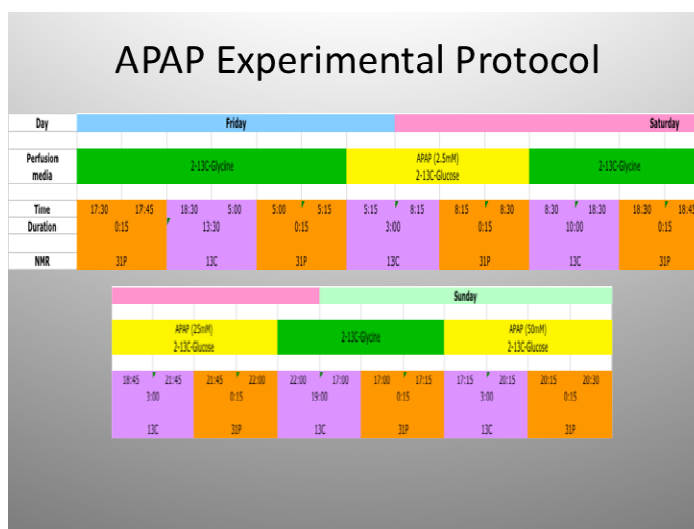 APAP Experimental Protocol
Day Friday Saturday
Perfusion media 2-13C-Glycine APAP (2.5mM) 2-13C-Glucose 2-13C-Glycine
Time 17:30 17:45 18:30 5:00 5:00 5:15 5:15 8:15 8:15 8:30 8:30 18:30 18:30 18:45
Duration 0:15 13:30 0:15 3:00 0:15 10:00 0:15
NMR 31P 13C 31P 13C 31P 13C 31P
Sunday
APAP (25mM) 2-13C-Glucose 2-13C-Glycine APAP (50mM) 2-13C-Glucose
18:45 21:45 21:45 22:00 22:00 17:00 17:00 17:15 17:15 20:15 20:15 20:30
3:00 0:15 19:00 0:15 3:00 0:15
13C 31P 13C 31P 13C 31P